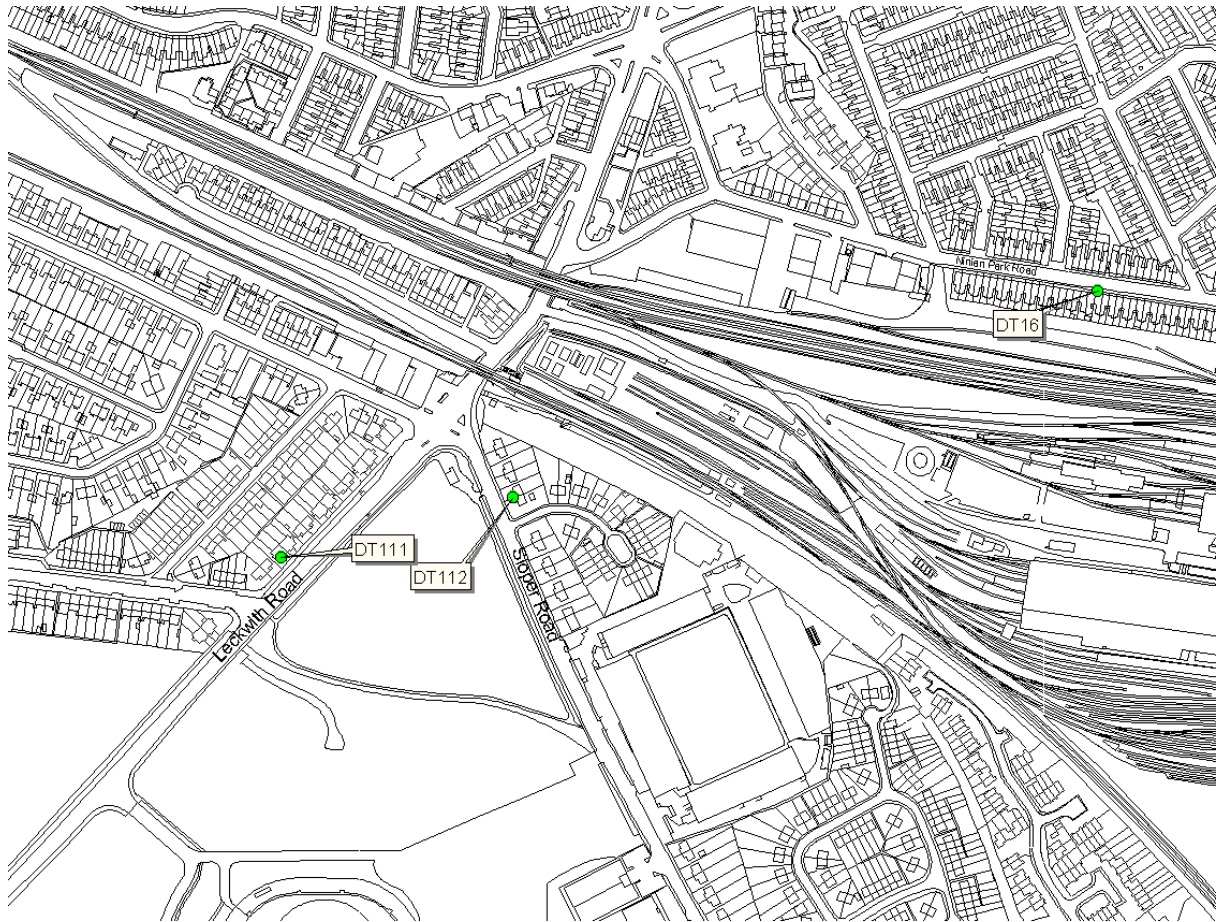 Ninian Park Road
DT16
DT111
DT112
Sloper Road
Leckwith Road